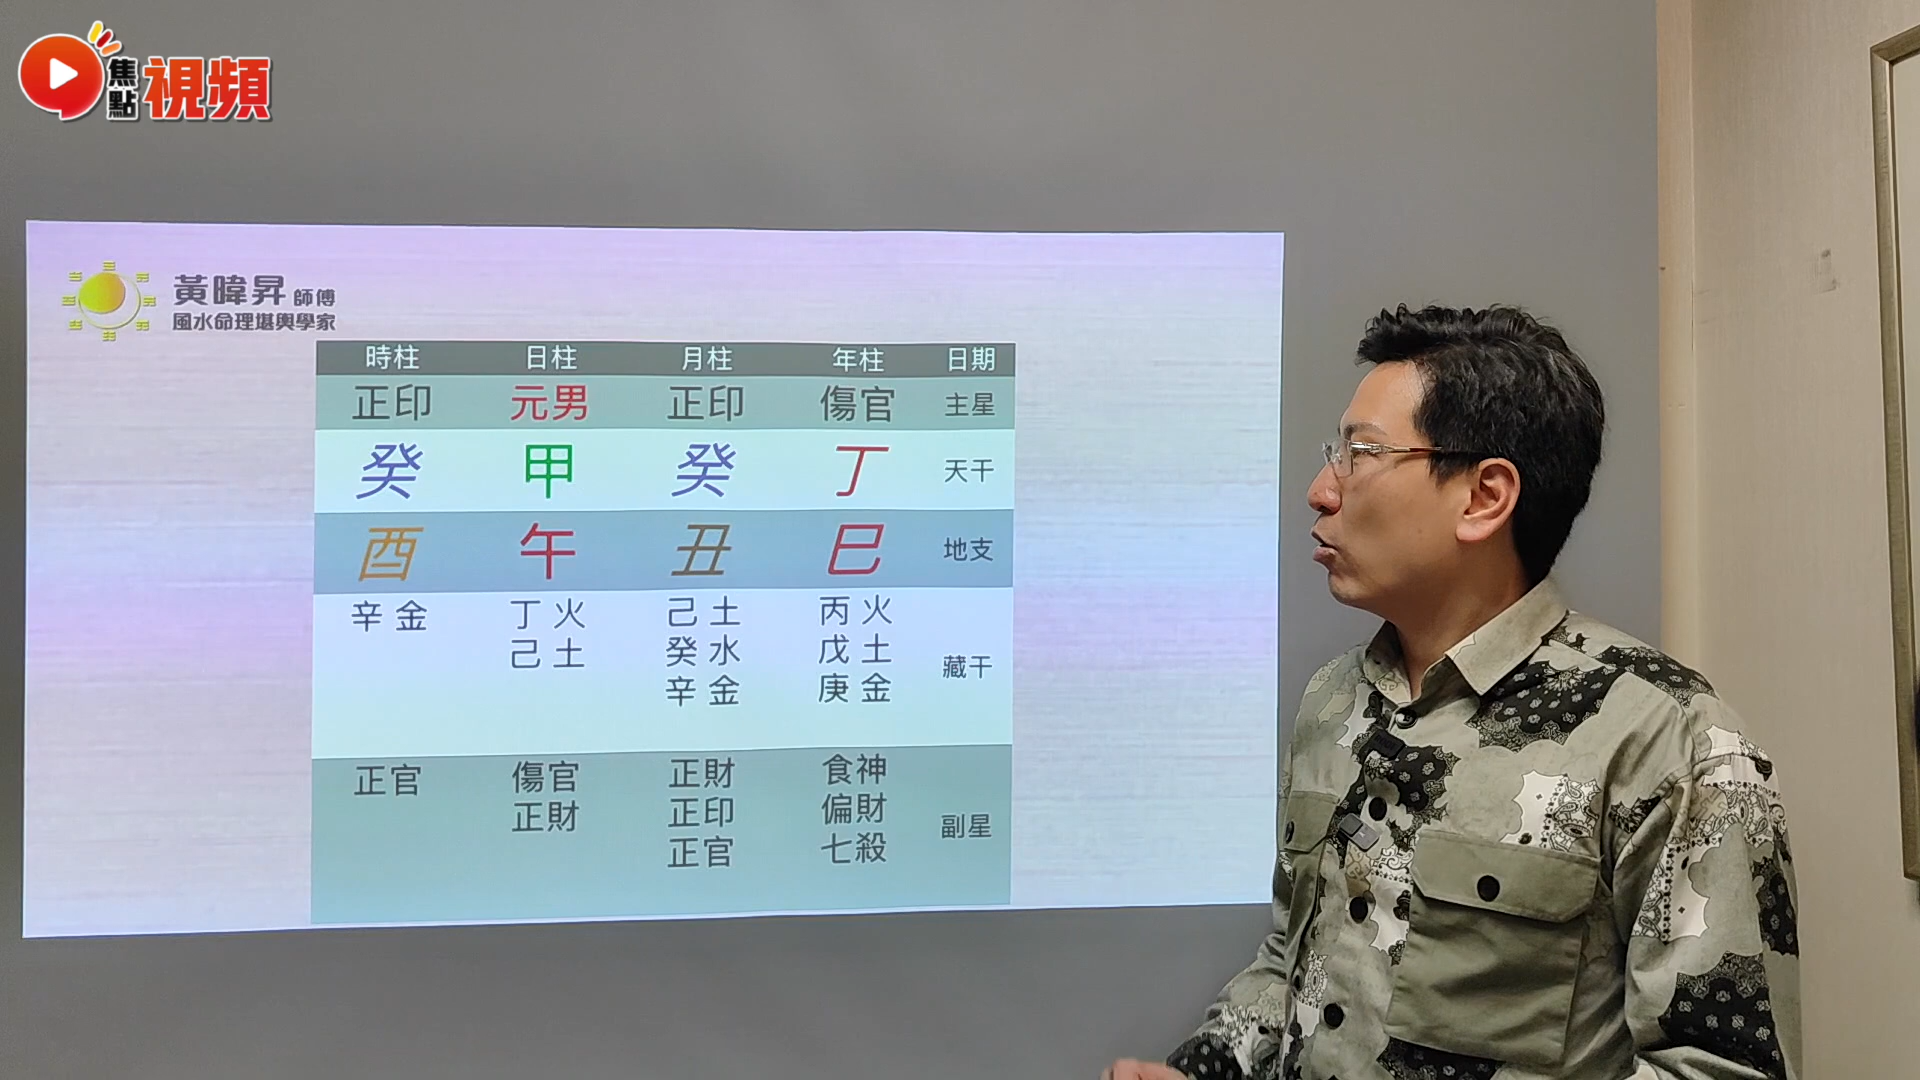 焦點視頻
黃暐昇師傅
風水命理堪輿學家
時柱 日柱 月柱 年柱 日期
正印 元男 正印 傷官 主星
癸 甲 癸 丁 天干
酉 午 丑 巳 地支
辛金 丁火 己土 丙火
己土 癸水 戊土 藏干
辛金 庚金
正官 傷官 正財 食神
正財 正印 偏財 副星
正官 七殺